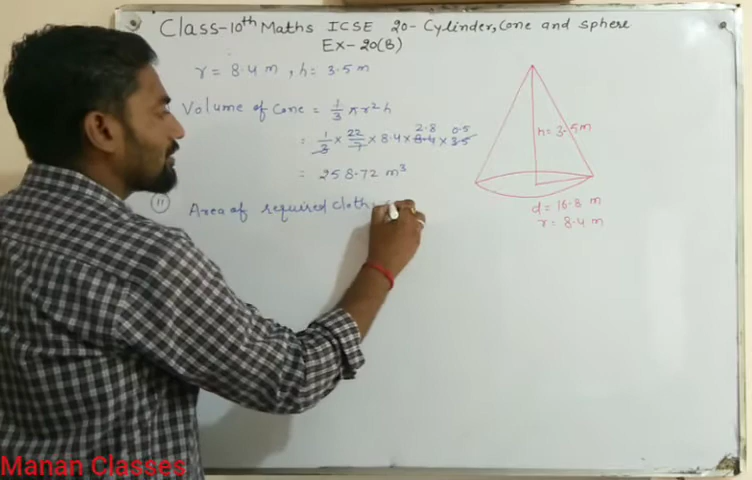 Class-10th Maths ICSE 20- Cylinder, Cone and sphere
Ex-20(B)
r = 8.4 m, h = 3.5 m
Volume of Cone = 1/3 πr²h
= 1/3 × 22/7 × 8.4 × 8.4 × 3.5
2.8 0.5
= 258.72 m³
(ii) Area of required cloth =
h = 3.5m
d = 16.8 m
r = 8.4 m
Manan Classes